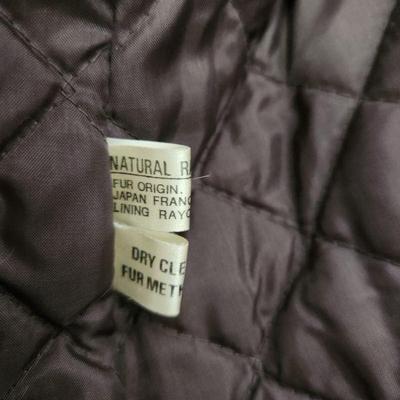 NATURAL RA
FUR ORIGIN.
JAPAN FRANC
LINING RAYO
DRY CLE
FUR METH